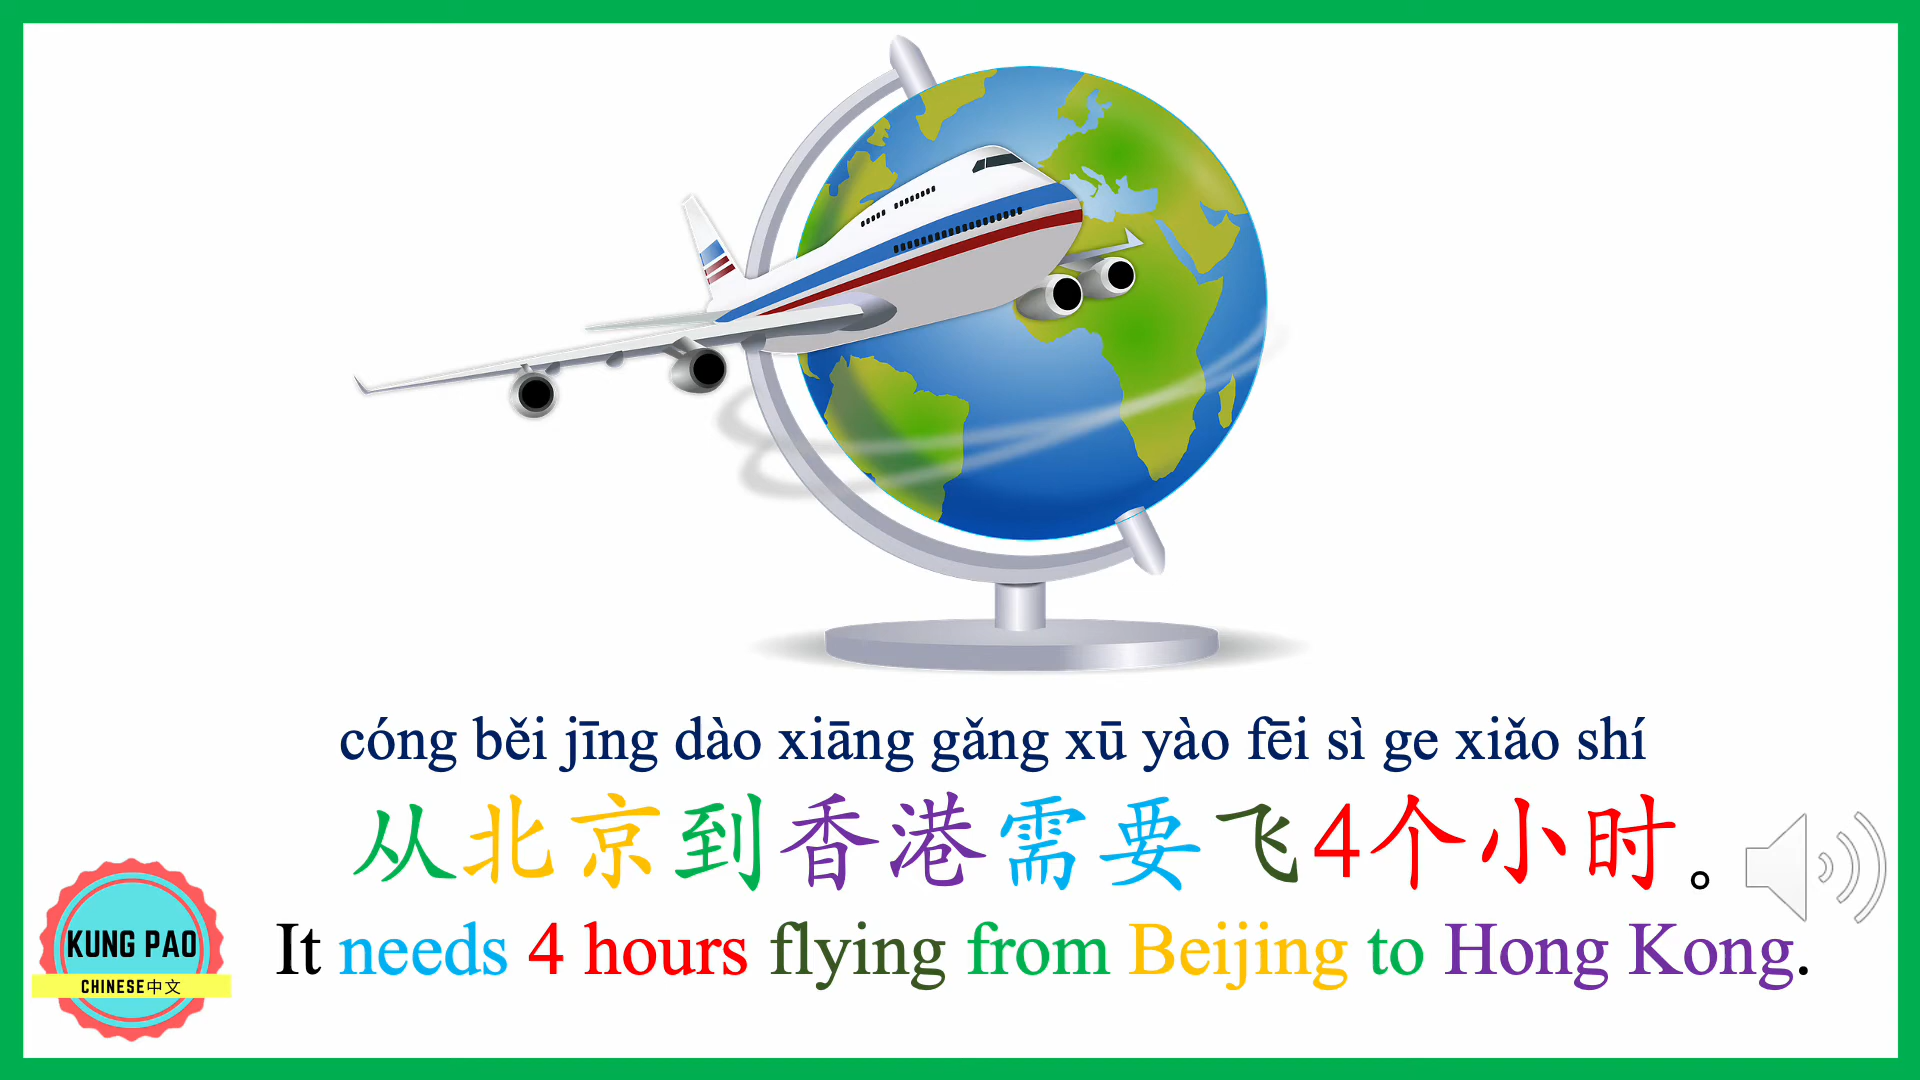 cóng běi jīng dào xiāng gǎng xū yào fēi sì ge xiǎo shí
从北京到香港需要飞4个小时。
It needs 4 hours flying from Beijing to Hong Kong.
KUNG PAO
CHINESE中文